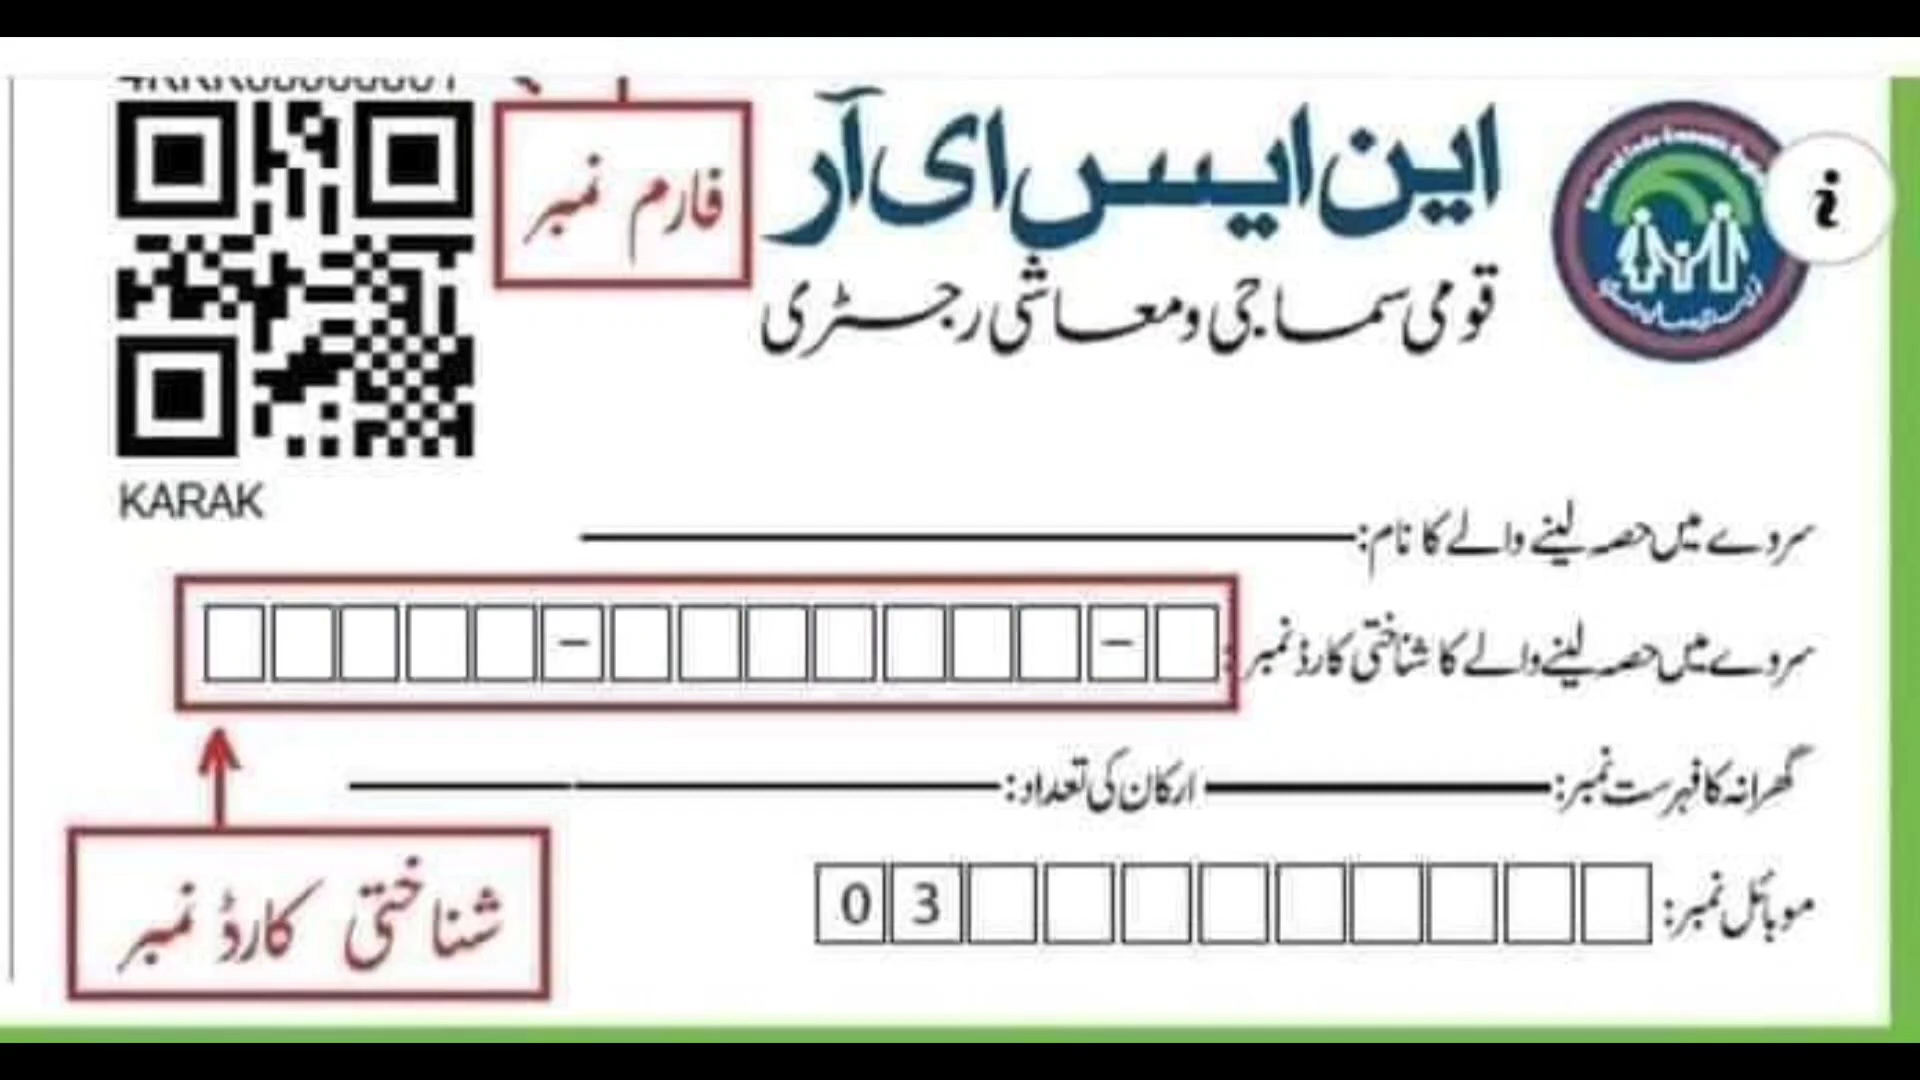 این ایس ای آر
قومی سماجی ومعاشی رجسٹری
فارم نمبر
KARAK
سروے میں حصہ لینے والے کا نام:
سروے میں حصہ لینے والے کا شناختی کارڈ نمبر:
گھرانہ کا فہرست نمبر: ارکان کی تعداد:
موبائل نمبر: 03
شناختی کارڈ نمبر
i